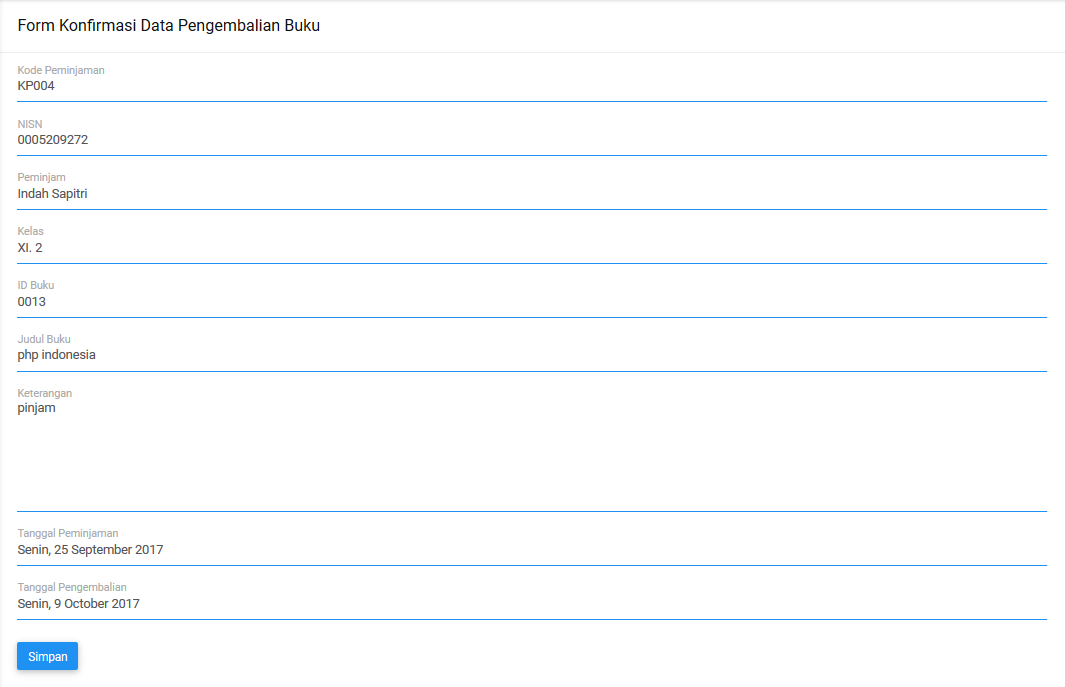 Form Konfirmasi Data Pengembalian Buku
Kode Peminjaman
KP004
NISN
0005209272
Peminjam
Indah Sapitri
Kelas
XI. 2
ID Buku
0013
Judul Buku
php indonesia
Keterangan
pinjam
Tanggal Peminjaman
Senin, 25 September 2017
Tanggal Pengembalian
Senin, 9 October 2017
Simpan